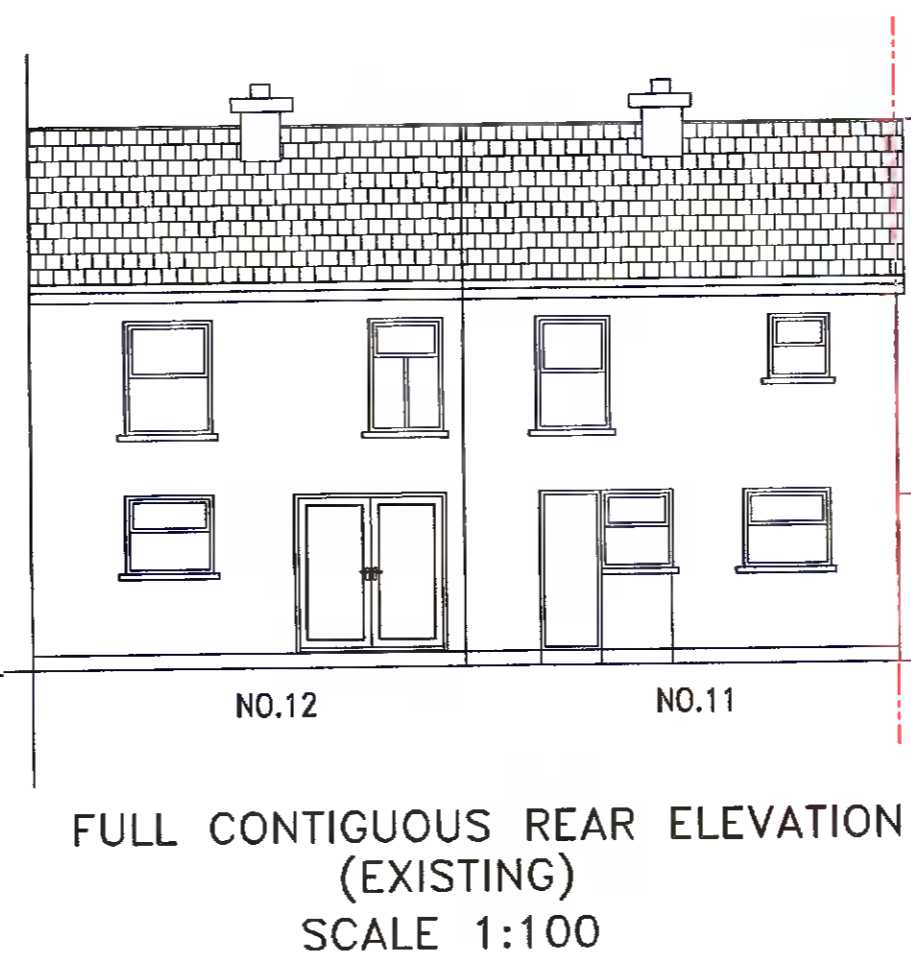 NO.12
NO.11
FULL CONTIGUOUS REAR ELEVATION
(EXISTING)
SCALE 1:100